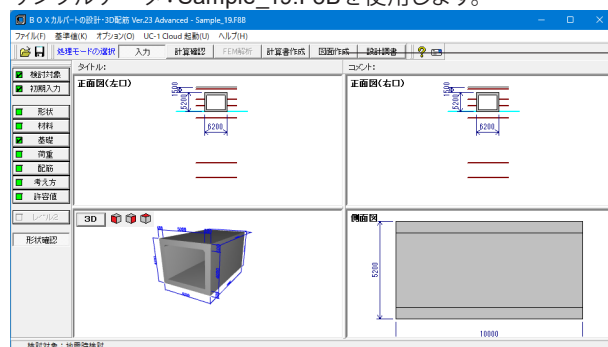 サンプルデータ：Sample_19.F8Bを使用します。
ＢＯＸカルバートの設計・3D配筋 Ver.23 Advanced - Sample_19.F8B
ファイル(F) 基準値(K) オプション(O) UC-1 Cloud 起動(U) ヘルプ(H)
処理モードの選択 入力 計算確認 FEM解析 計算書作成 図面作成 設計調書
検討対象
初期入力
形状
材料
基礎
荷重
配筋
考え方
許容値
レベル2
形状確認
タイトル:
コメント:
正面図(左口)
1500
5200
6200
正面図(右口)
1500
5200
6200
3D
側面図
5200
10000
検討対象 : 地震時検討